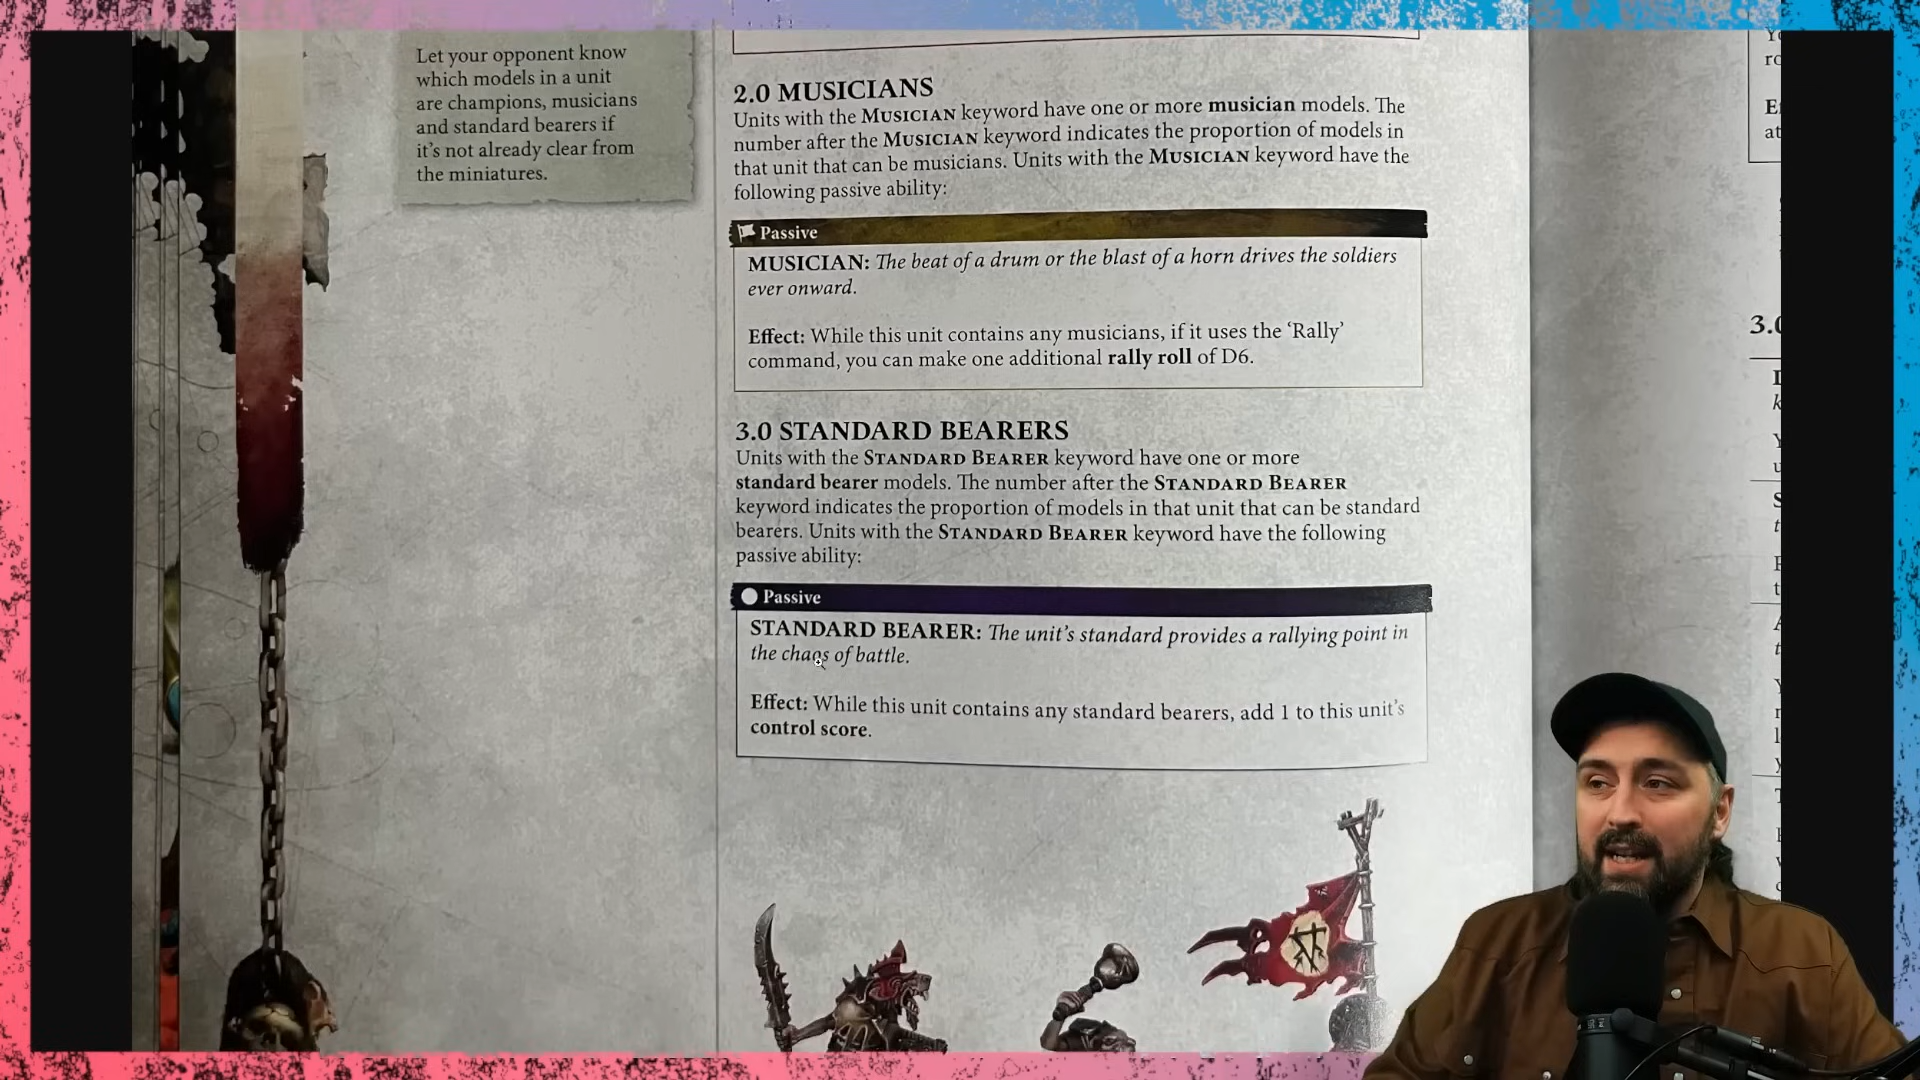 Let your opponent know
which models in a unit
are champions, musicians
and standard bearers if
it's not already clear from
the miniatures.
2.0 MUSICIANS
Units with the MUSICIAN keyword have one or more musician models. The
number after the MUSICIAN keyword indicates the proportion of models in
that unit that can be musicians. Units with the MUSICIAN keyword have the
following passive ability:
Passive
MUSICIAN: The beat of a drum or the blast of a horn drives the soldiers
ever onward.
Effect: While this unit contains any musicians, if it uses the ‘Rally’
command, you can make one additional rally roll of D6.
3.0 STANDARD BEARERS
Units with the STANDARD BEARER keyword have one or more
standard bearer models. The number after the STANDARD BEARER
keyword indicates the proportion of models in that unit that can be standard
bearers. Units with the STANDARD BEARER keyword have the following
passive ability:
Passive
STANDARD BEARER: The unit's standard provides a rallying point in
the chaos of battle.
Effect: While this unit contains any standard bearers, add 1 to this unit's
control score.
3.0